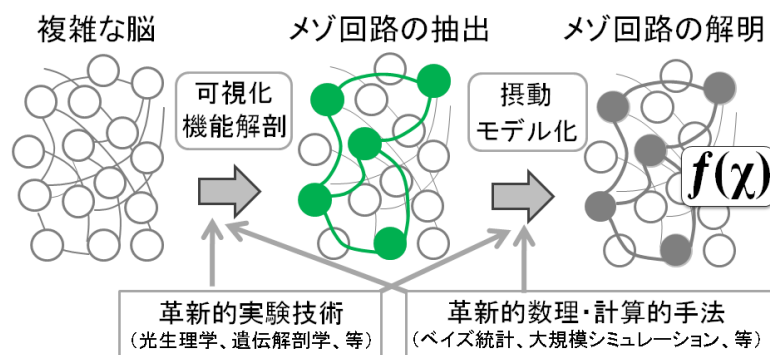 複雑な脳
メゾ回路の抽出
メゾ回路の解明
可視化
機能解剖
摂動
モデル化
f(χ)
革新的実験技術
(光生理学、遺伝解剖学、等)
革新的数理・計算的手法
(ベイズ統計、大規模シミュレーション、等)